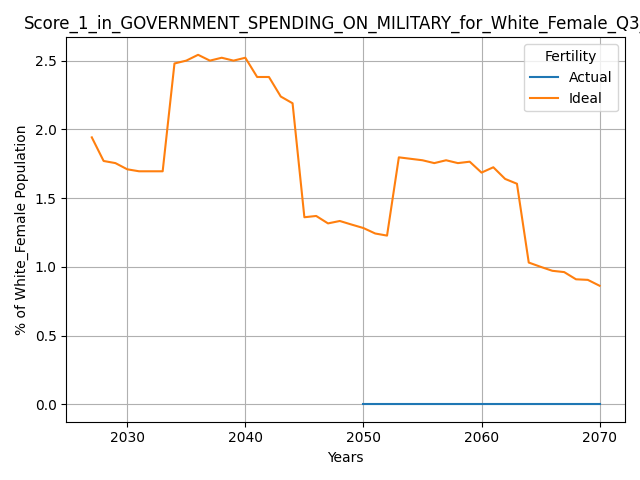 Score_1_in_GOVERNMENT_SPENDING_ON_MILITARY_for_White_Female_Q3_
Fertility
Actual
Ideal
% of White_Female Population
2.5
2.0
1.5
1.0
0.5
0.0
2030 2040 2050 2060 2070
Years